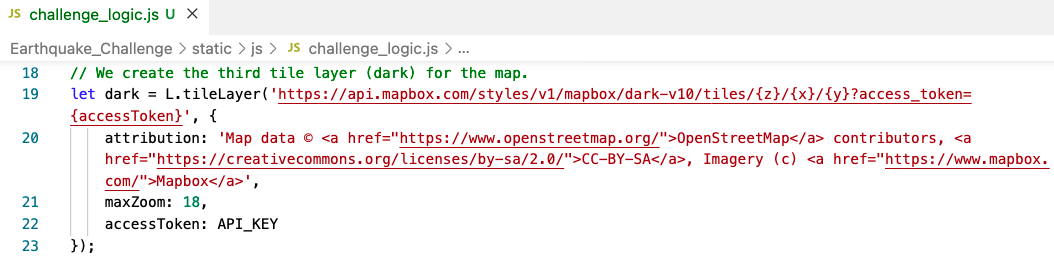 JS challenge_logic.js U ×
Earthquake_Challenge > static > js > JS challenge_logic.js > ...
18 // We create the third tile layer (dark) for the map.
19 let dark = L.tileLayer('https://api.mapbox.com/styles/v1/mapbox/dark-v10/tiles/{z}/{x}/{y}?access_token=
{accessToken}', {
20 attribution: 'Map data © <a href="https://www.openstreetmap.org/">OpenStreetMap</a> contributors, <a
href="https://creativecommons.org/licenses/by-sa/2.0/">CC-BY-SA</a>, Imagery (c) <a href="https://www.mapbox.
com/">Mapbox</a>',
21 maxZoom: 18,
22 accessToken: API_KEY
23 });